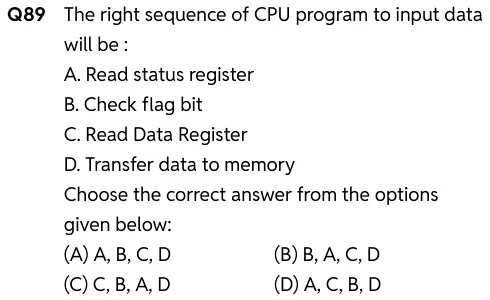 Q89 The right sequence of CPU program to input data
will be :
A. Read status register
B. Check flag bit
C. Read Data Register
D. Transfer data to memory
Choose the correct answer from the options
given below:
(A) A, B, C, D (B) B, A, C, D
(C) C, B, A, D (D) A, C, B, D